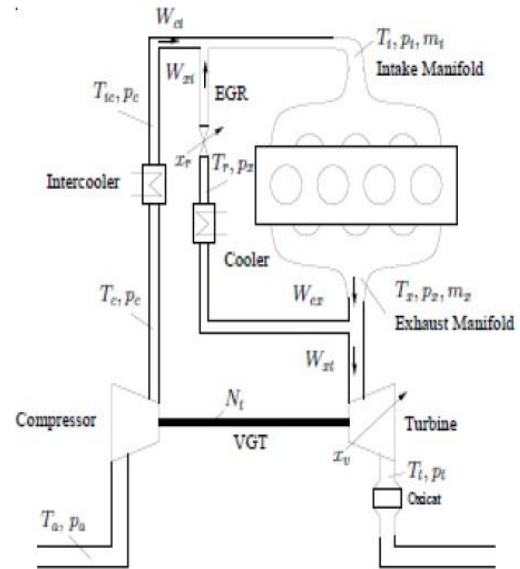 W_ci
T_i, p_i, m_i
Intake Manifold
W_xi
EGR
T_ic, p_c
x_r
T_r, p_x
Intercooler
Cooler
T_c, p_c
W_ex
T_x, p_x, m_x
Exhaust Manifold
W_xt
N_t
Compressor
Turbine
VGT
x_v
T_t, p_t
Oxicat
T_a, p_a